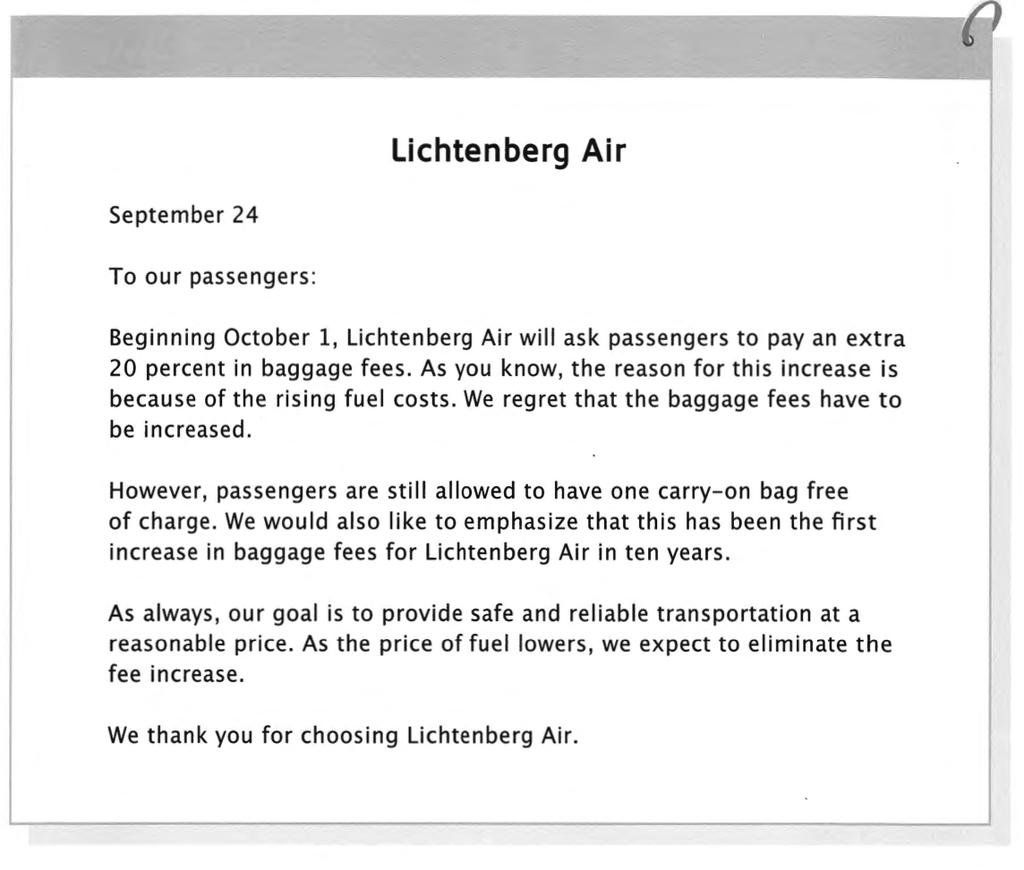 Lichtenberg Air
September 24
To our passengers:
Beginning October 1, Lichtenberg Air will ask passengers to pay an extra
20 percent in baggage fees. As you know, the reason for this increase is
because of the rising fuel costs. We regret that the baggage fees have to
be increased.
However, passengers are still allowed to have one carry-on bag free
of charge. We would also like to emphasize that this has been the first
increase in baggage fees for Lichtenberg Air in ten years.
As always, our goal is to provide safe and reliable transportation at a
reasonable price. As the price of fuel lowers, we expect to eliminate the
fee increase.
We thank you for choosing Lichtenberg Air.